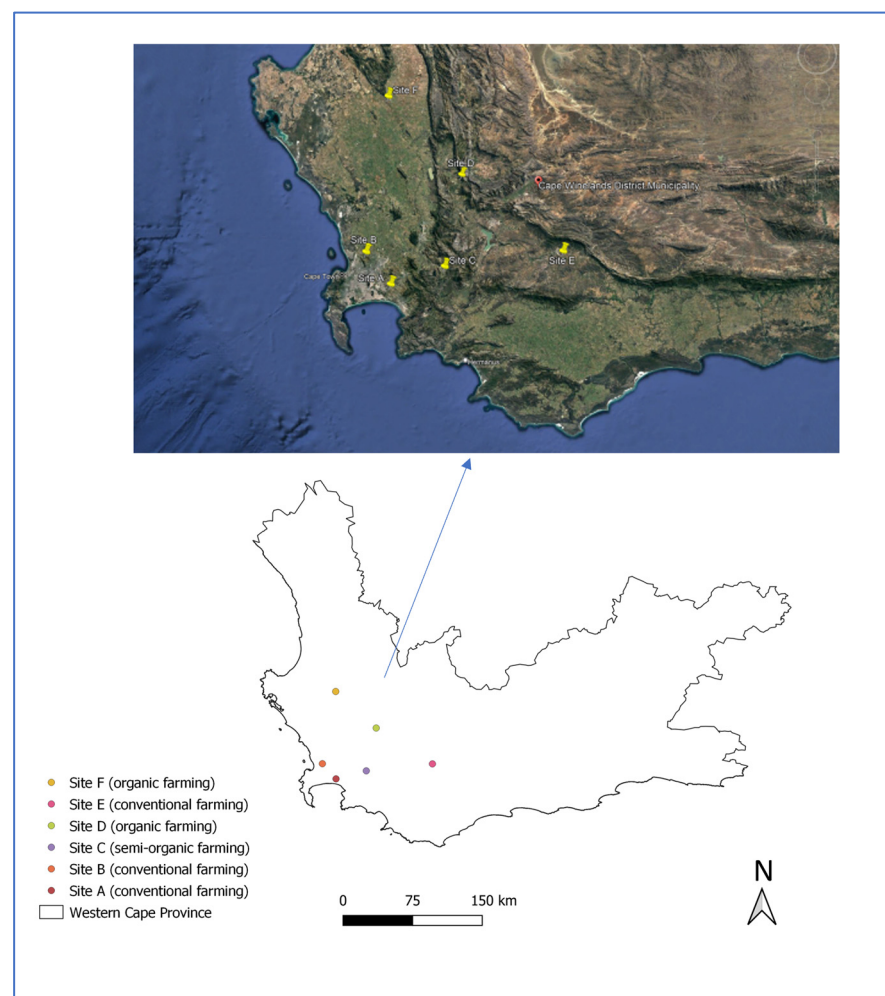 Site F
Site D
Cape Winelands District Municipality
Site B
Site C
Site E
Cape Town
Site A
Hermanus
Site F (organic farming)
Site E (conventional farming)
Site D (organic farming)
Site C (semi-organic farming)
Site B (conventional farming)
Site A (conventional farming)
Western Cape Province
0 75 150 km
N